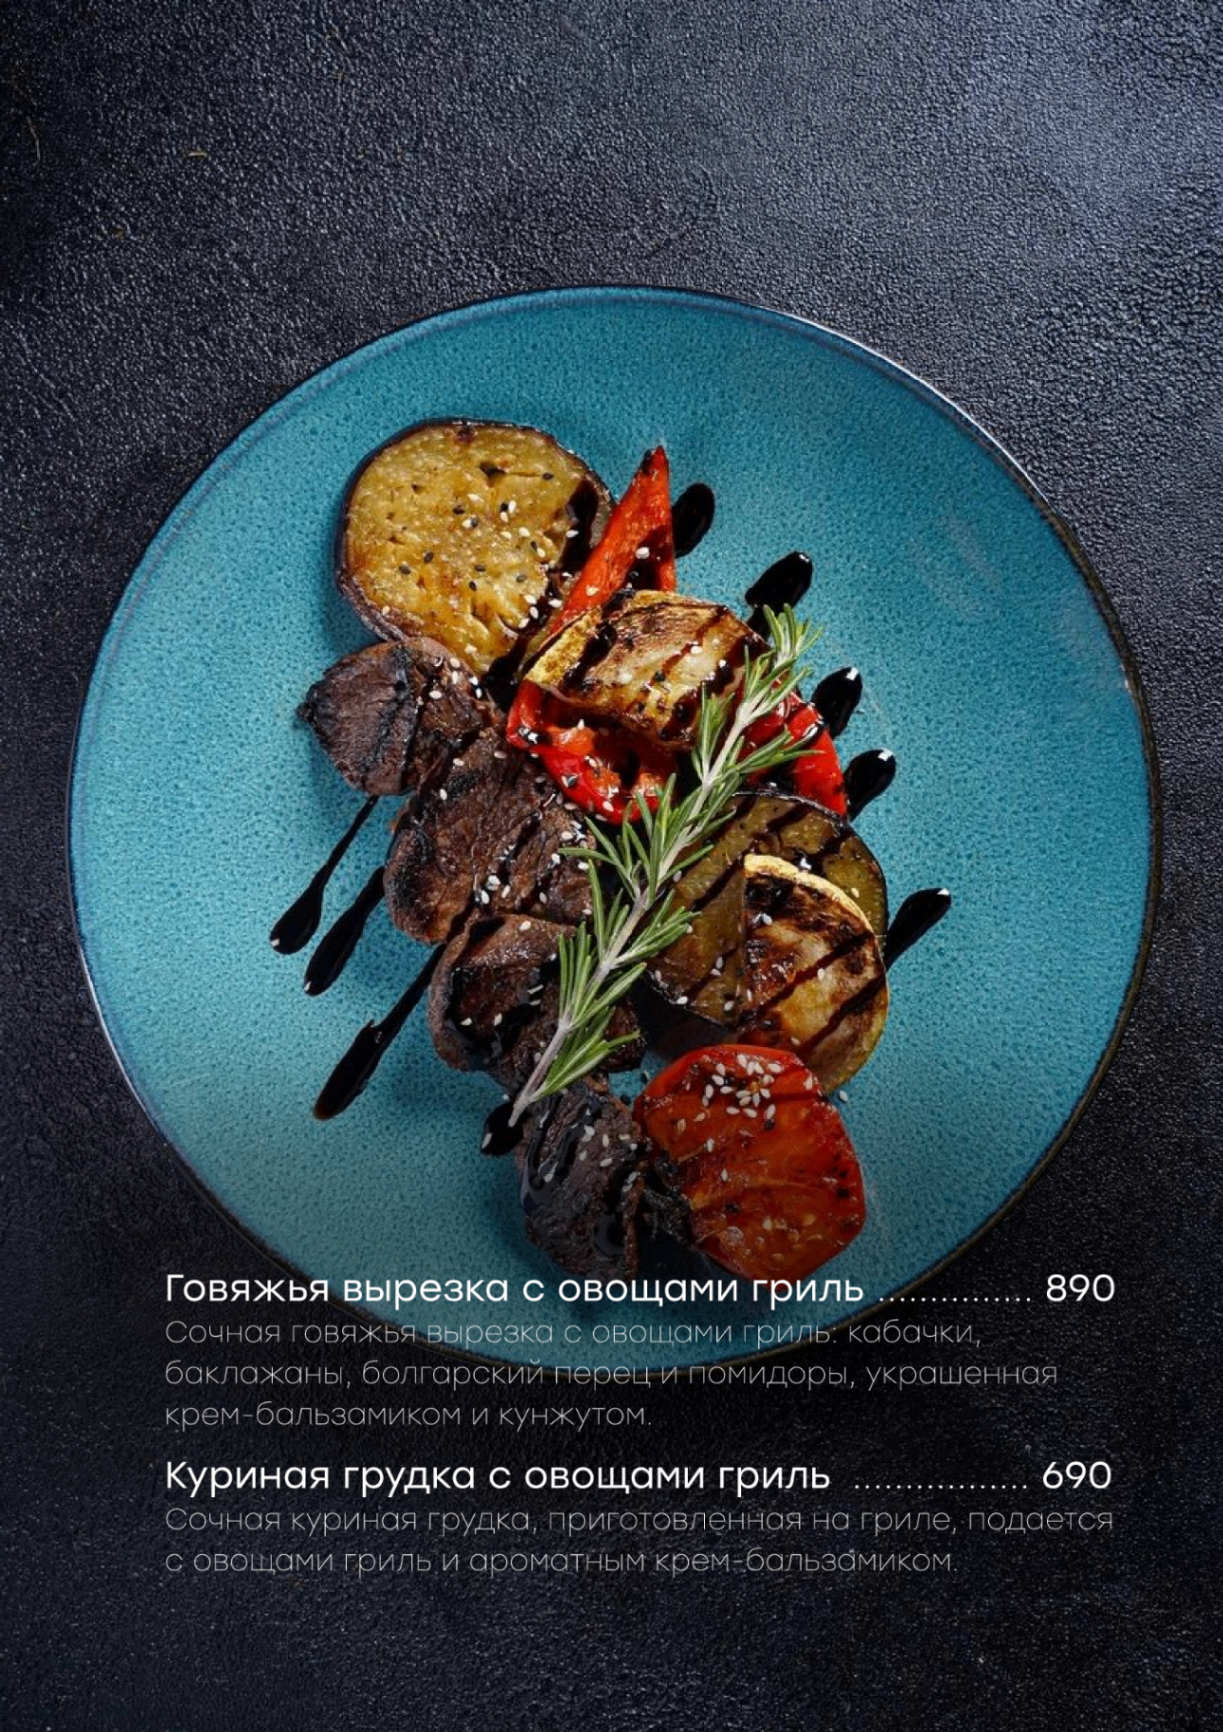 Говяжья вырезка с овощами гриль ............... 890
Сочная говяжья вырезка с овощами гриль: кабачки,
баклажаны, болгарский перец и помидоры, украшенная
крем-бальзамиком и кунжутом.
Куриная грудка с овощами гриль ................. 690
Сочная куриная грудка, приготовленная на гриле, подается
с овощами гриль и ароматным крем-бальзамиком.